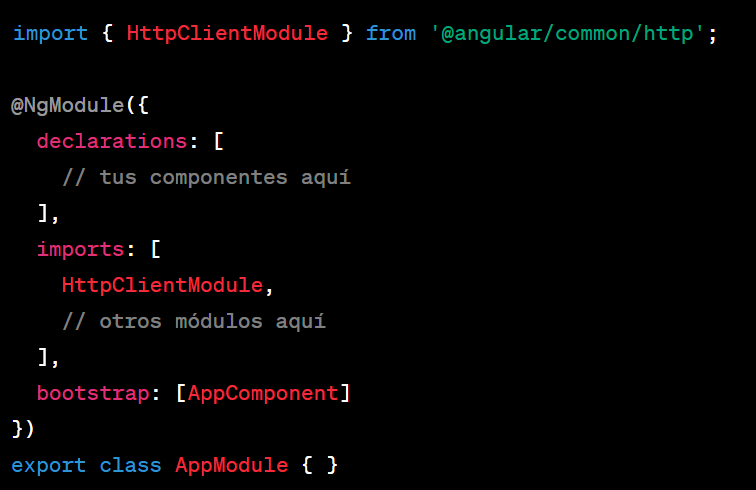 import { HttpClientModule } from '@angular/common/http';

@NgModule({
  declarations: [
    // tus componentes aquí
  ],
  imports: [
    HttpClientModule,
    // otros módulos aquí
  ],
  bootstrap: [AppComponent]
})
export class AppModule { }